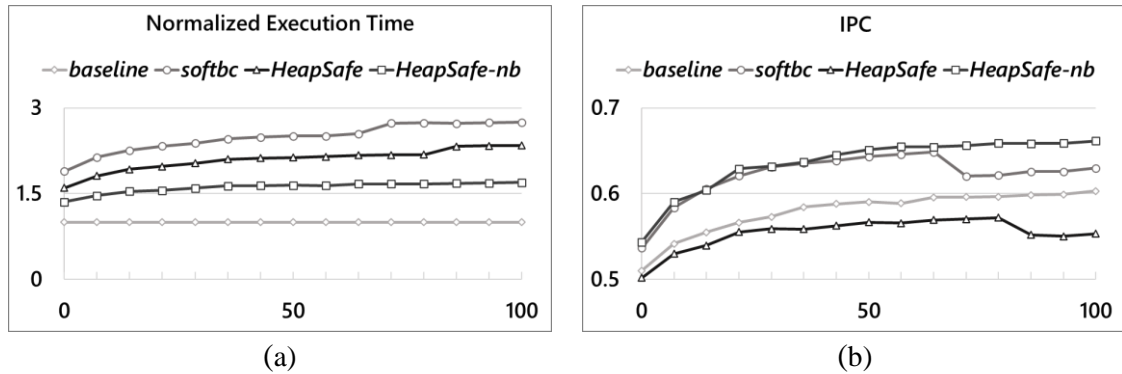 Normalized Execution Time
baseline softbc HeapSafe HeapSafe-nb
3
1.5
0
0 50 100
(a)
IPC
baseline softbc HeapSafe HeapSafe-nb
0.7
0.6
0.5
0 50 100
(b)